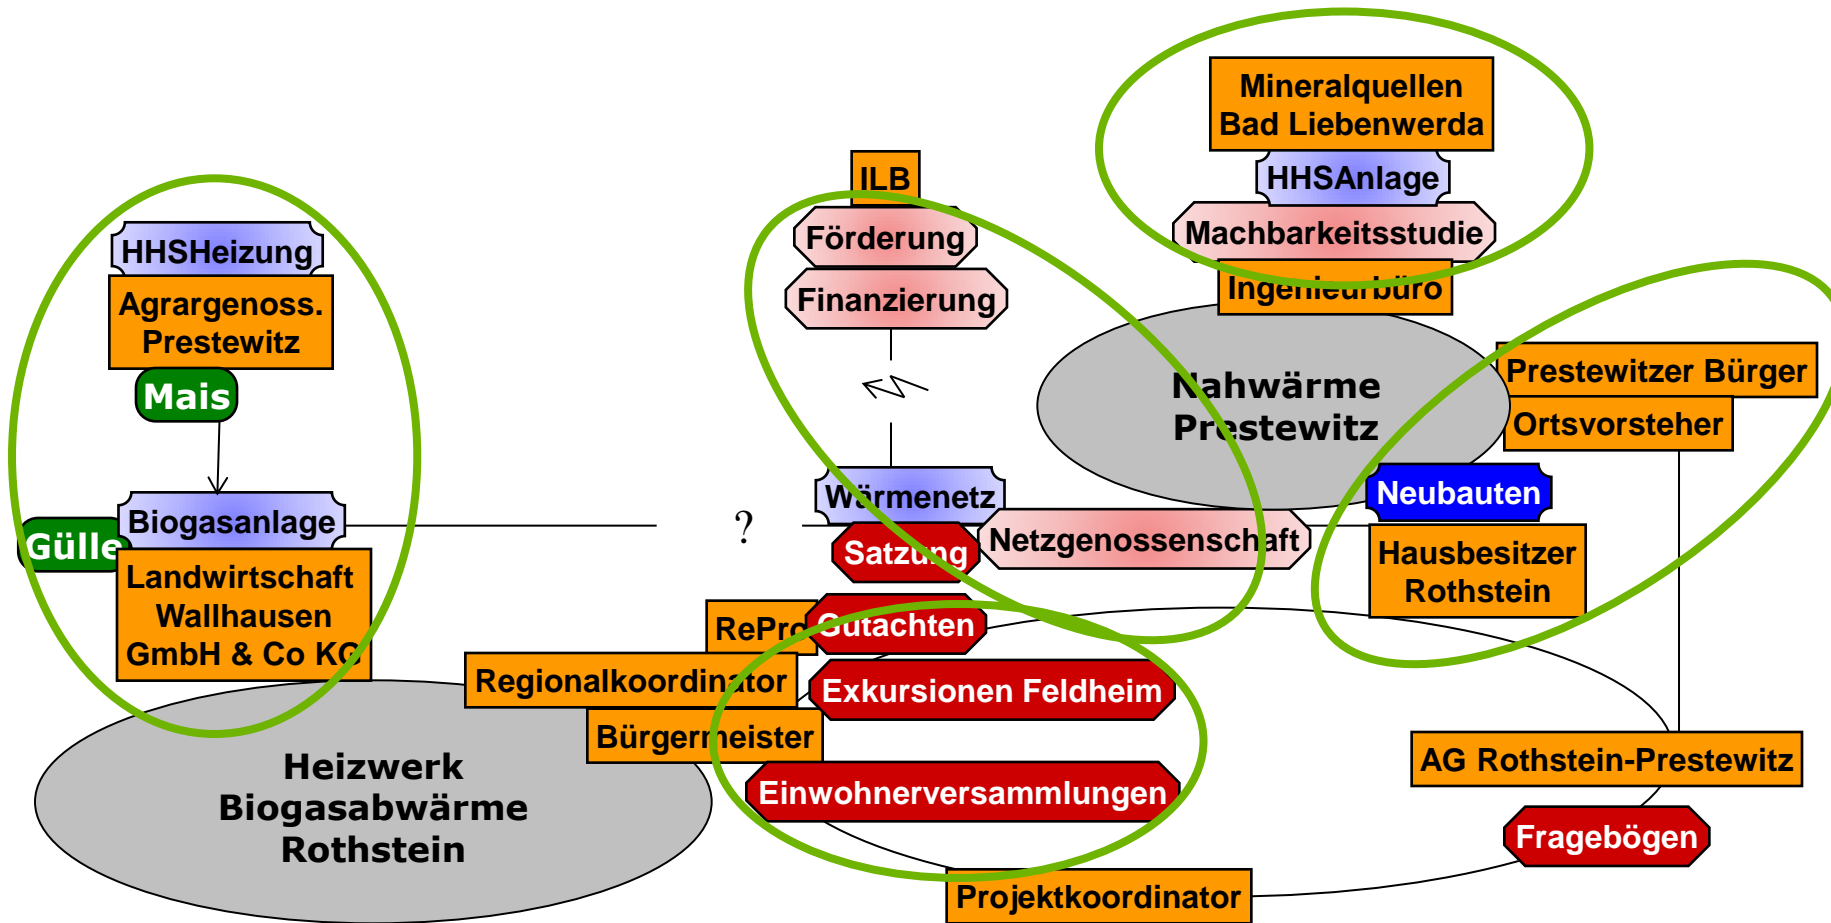 Mineralquellen
Bad Liebenwerda
HHSAnlage
Machbarkeitsstudie
Ingenieurbüro
ILB
Förderung
Finanzierung
HHSHeizung
Agrargenoss.
Prestewitz
Mais
Nahwärme
Prestewitz
Prestewitzer Bürger
Ortsvorsteher
Neubauten
Hausbesitzer
Rothstein
Wärmenetz
Satzung
Netzgenossenschaft
?
Biogasanlage
Gülle
Landwirtschaft
Wallhausen
GmbH & Co KG
RePro
Gutachten
Regionalkoordinator
Exkursionen Feldheim
Bürgermeister
Einwohnerversammlungen
Heizwerk
Biogasabwärme
Rothstein
AG Rothstein-Prestewitz
Fragebögen
Projektkoordinator